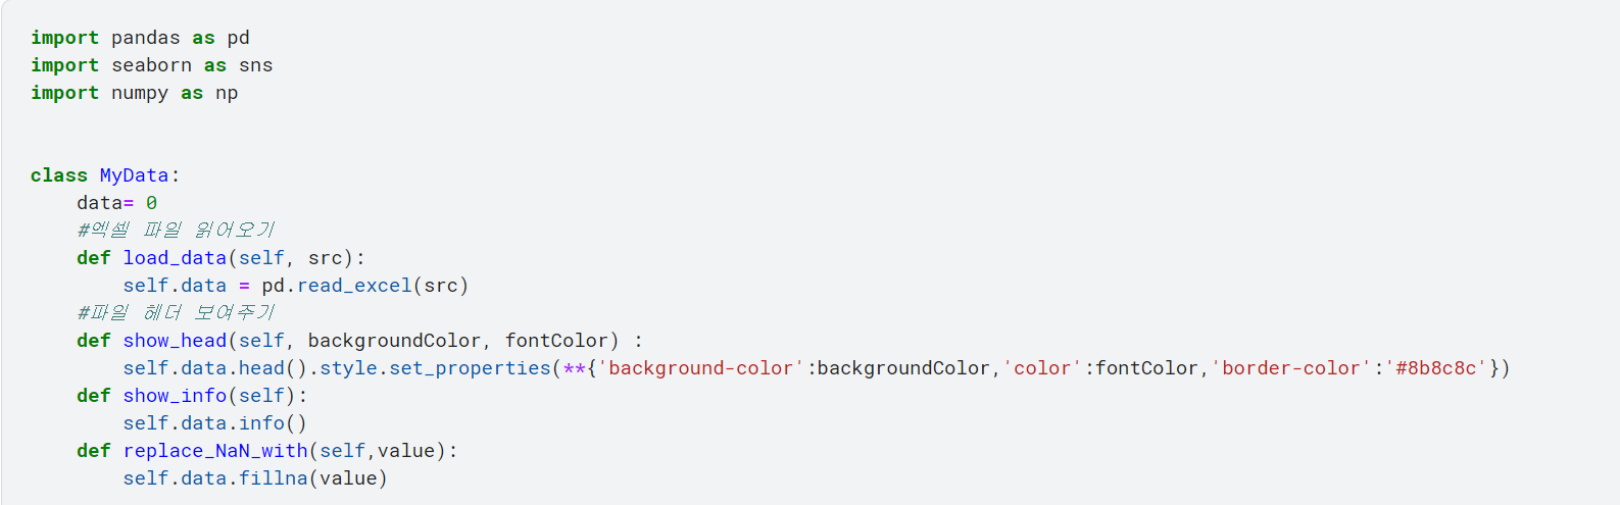 import pandas as pd
import seaborn as sns
import numpy as np
class MyData:
    data= 0
    #엑셀 파일 읽어오기
    def load_data(self, src):
        self.data = pd.read_excel(src)
    #파일 헤더 보여주기
    def show_head(self, backgroundColor, fontColor) :
        self.data.head().style.set_properties(**{'background-color':backgroundColor,'color':fontColor,'border-color':'#8b8c8c'})
    def show_info(self):
        self.data.info()
    def replace_NaN_with(self,value):
        self.data.fillna(value)